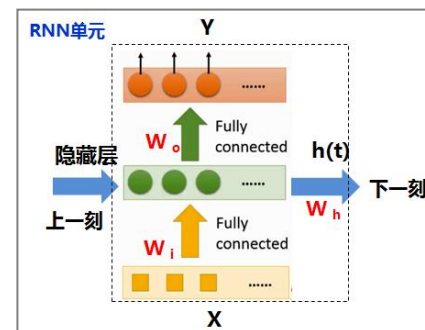 RNN单元
Y
......
W o
Fully
connected
隐藏层
h(t)
......
上一刻
下一刻
W h
W i
Fully
connected
......
X